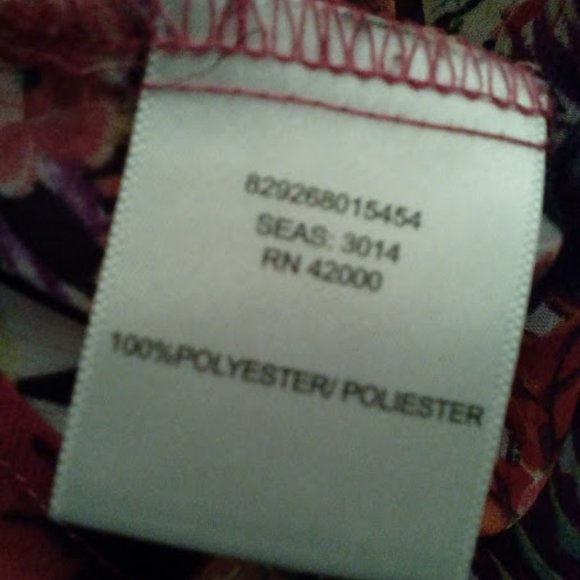 829268015454
SEAS: 3014
RN 42000
100%POLYESTER/ POLIESTER